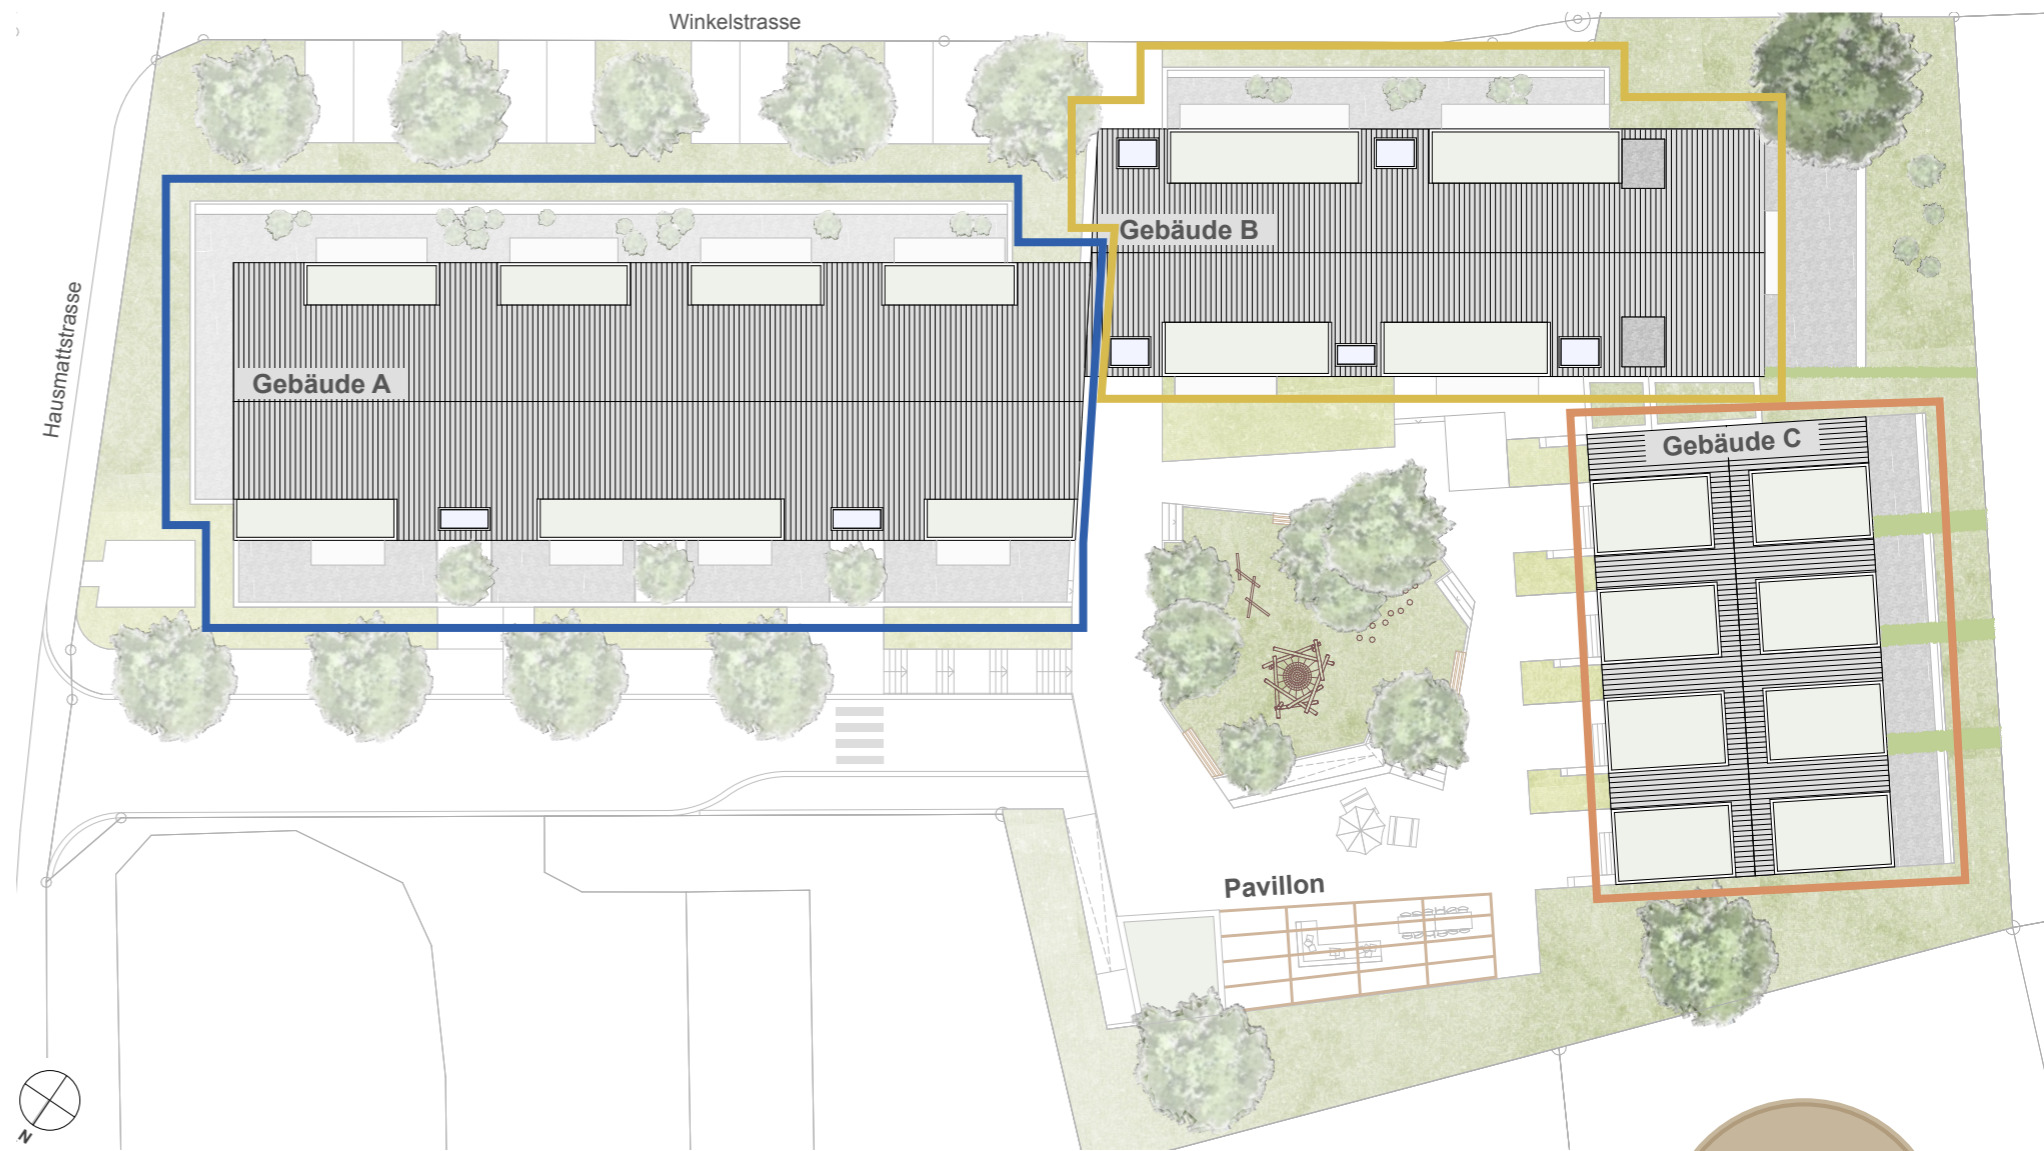 Winkelstrasse
Gebäude B
Hausmattstrasse
Gebäude A
Gebäude C
Pavillon
N